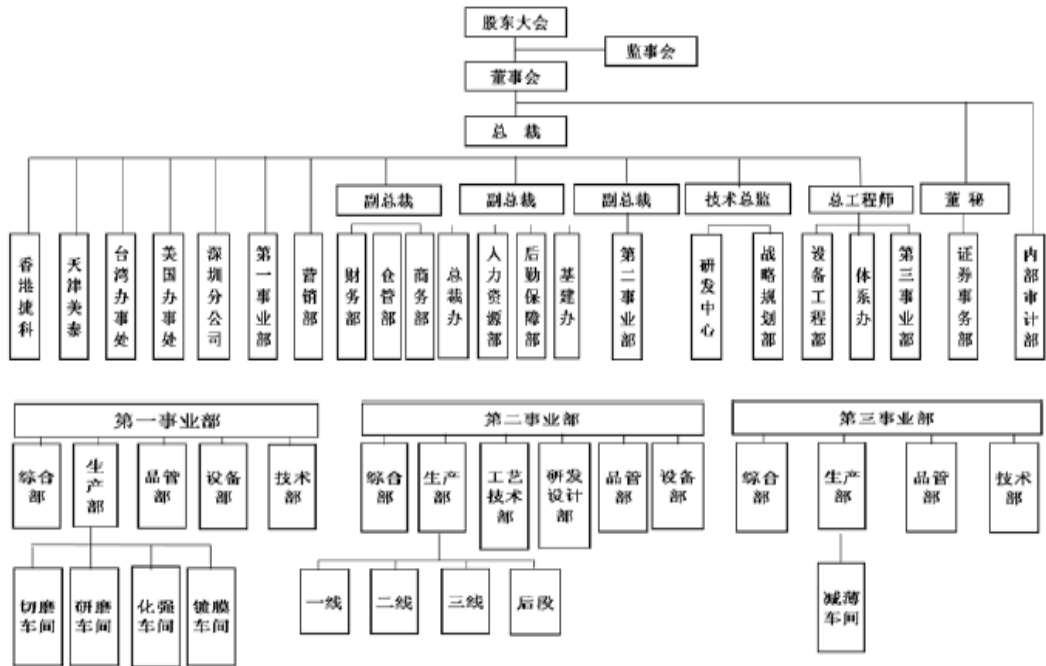 股东大会
监事会
董事会
总 裁
副总裁
副总裁
副总裁
技术总监
总工程师
董 秘
香港捷科
天津美泰
台湾办事处
美国办事处
深圳分公司
第一事业部
营销部
财务部
仓管部
商务部
总裁办
人力资源部
后勤保障部
基建办
第二事业部
研发中心
战略规划部
设备工程部
体系办
第三事业部
证券事务部
内部审计部
第一事业部
第二事业部
第三事业部
综合部
生产部
品管部
设备部
技术部
综合部
生产部
工艺技术部
研发设计部
品管部
设备部
综合部
生产部
品管部
技术部
切磨车间
研磨车间
化强车间
镀膜车间
一线
二线
三线
后段
减薄车间